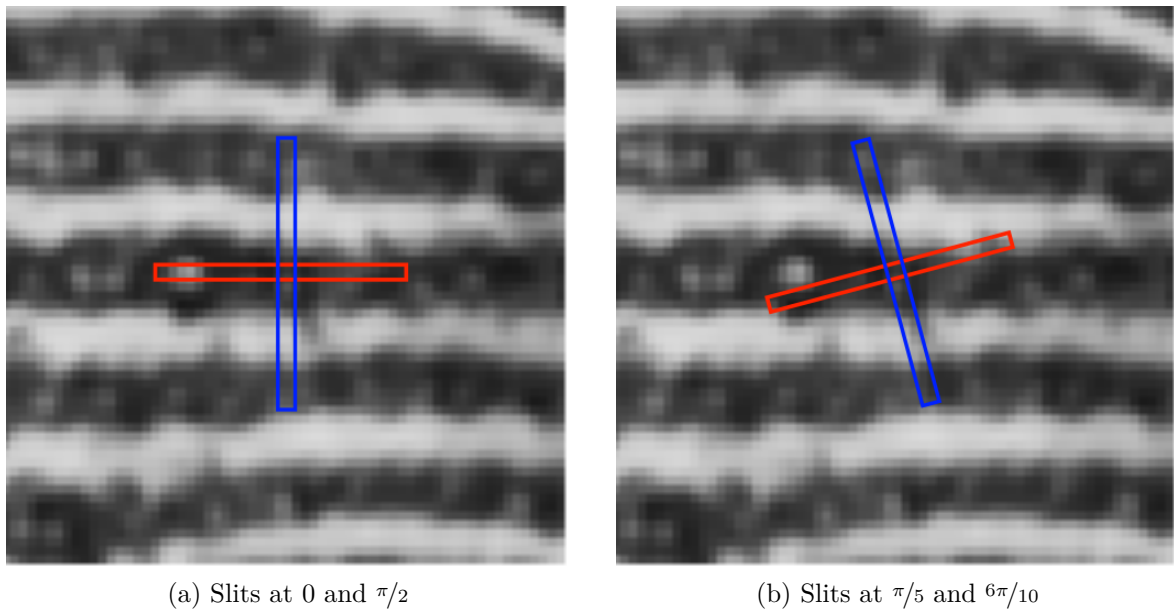 (a) Slits at 0 and π/2
(b) Slits at π/5 and 6π/10